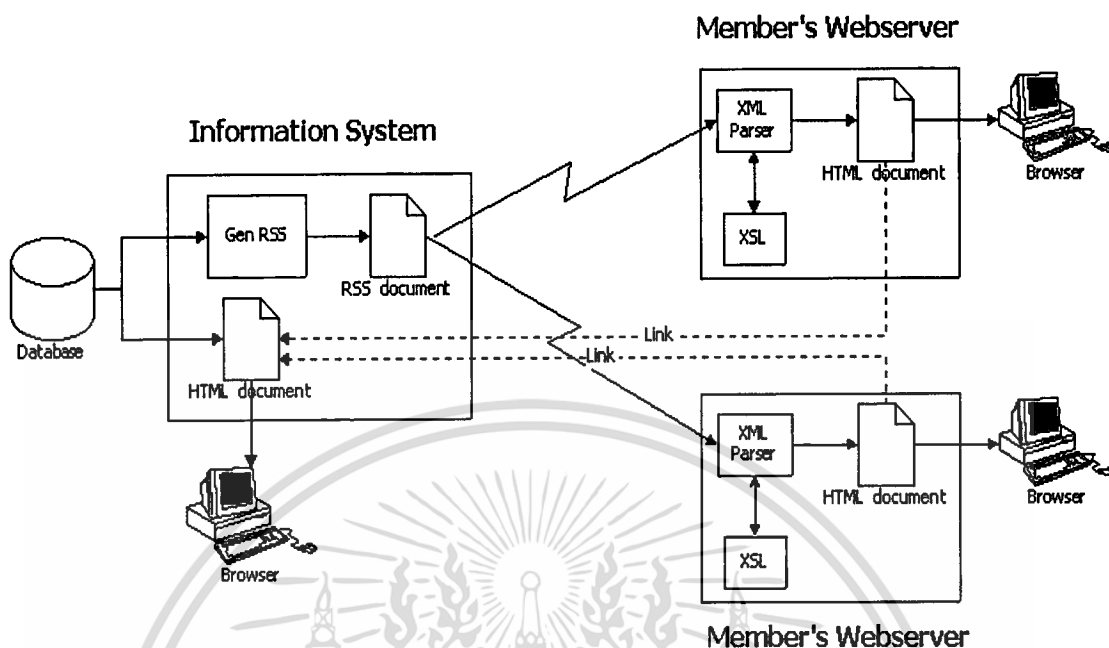 Member's Webserver
XML
Parser
HTML document
Browser
XSL
Information System
Gen RSS
RSS document
Database
HTML document
Link
Link
Browser
XML
Parser
HTML document
Browser
XSL
Member's Webserver